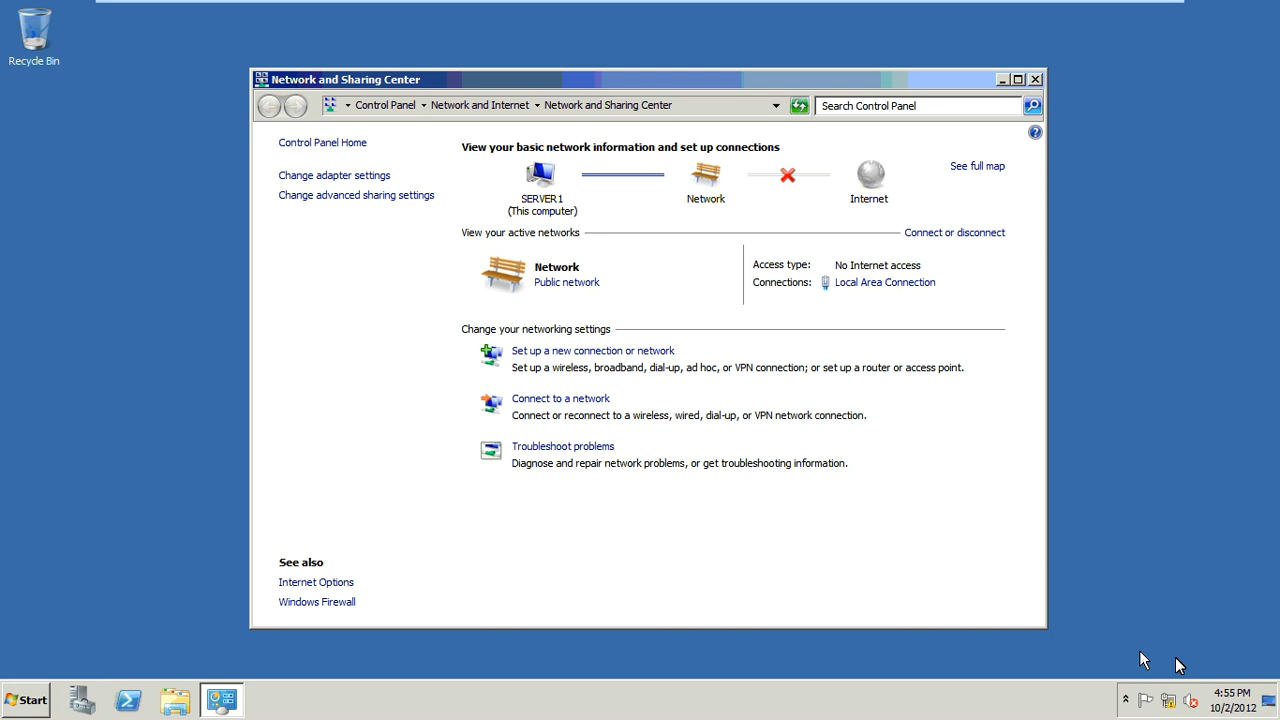 Recycle Bin
Network and Sharing Center
Control Panel Network and Internet Network and Sharing Center
Search Control Panel
Control Panel Home
Change adapter settings
Change advanced sharing settings
View your basic network information and set up connections
See full map
SERVER1
(This computer)
Network
Internet
View your active networks
Connect or disconnect
Network
Public network
Access type: No Internet access
Connections: Local Area Connection
Change your networking settings
Set up a new connection or network
Set up a wireless, broadband, dial-up, ad hoc, or VPN connection; or set up a router or access point.
Connect to a network
Connect or reconnect to a wireless, wired, dial-up, or VPN network connection.
Troubleshoot problems
Diagnose and repair network problems, or get troubleshooting information.
See also
Internet Options
Windows Firewall
Start
4:55 PM
10/2/2012